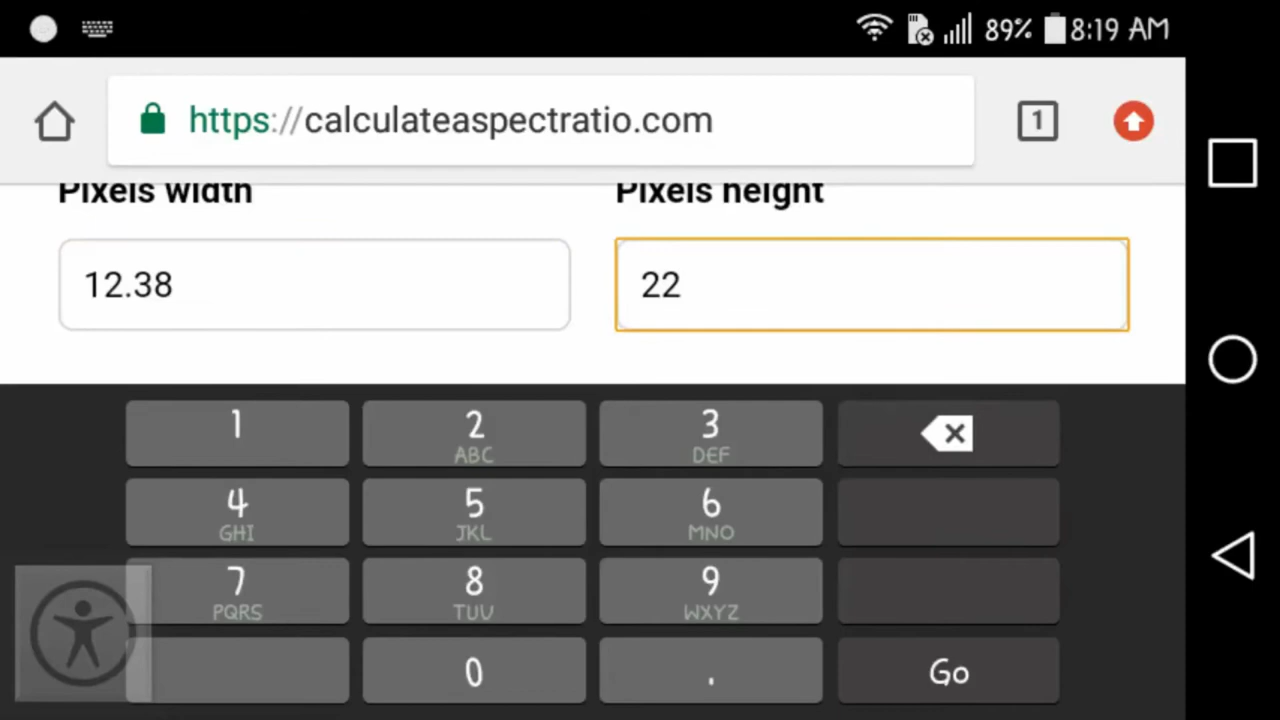 89% 8:19 AM
https://calculateaspectratio.com
1
Pixels width Pixels height
12.38 22
1 2 ABC 3 DEF
4 GHI 5 JKL 6 MNO
7 PQRS 8 TUV 9 WXYZ
0 . Go